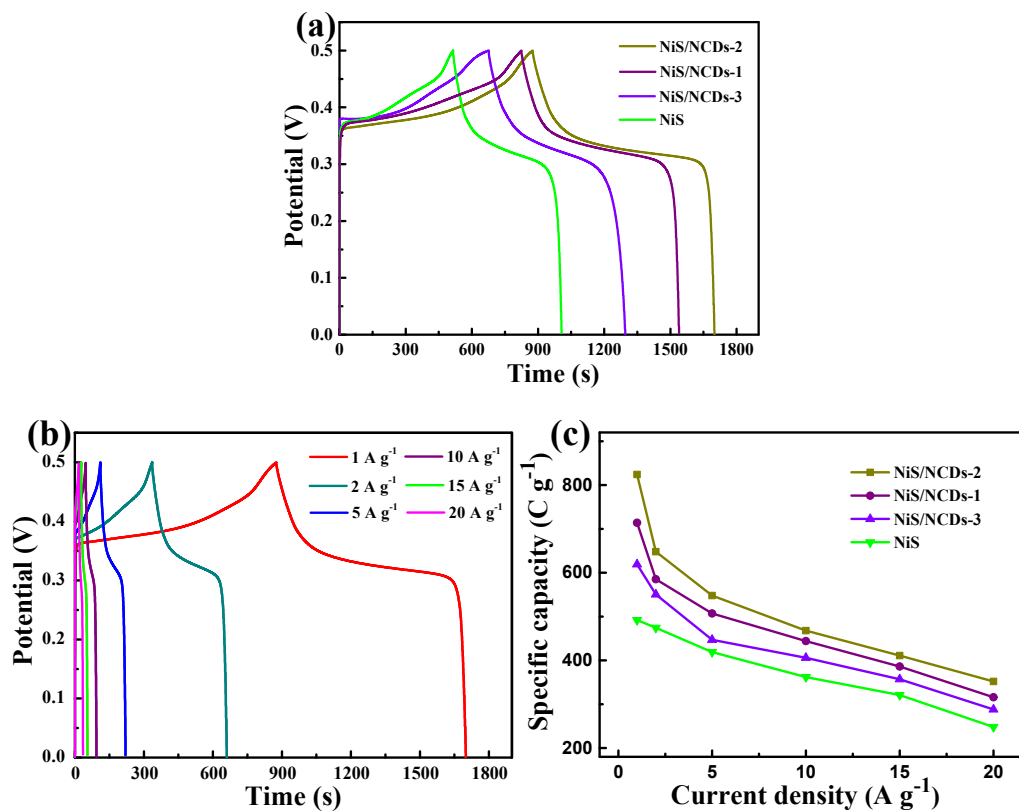 (a)
0.5
0.4
0.3
0.2
0.1
0.0
Potential (V)
NiS/NCDs-2
NiS/NCDs-1
NiS/NCDs-3
NiS
0 300 600 900 1200 1500 1800
Time (s)
(b)
0.5
0.4
0.3
0.2
0.1
0.0
Potential (V)
1 A g⁻¹ 10 A g⁻¹
2 A g⁻¹ 15 A g⁻¹
5 A g⁻¹ 20 A g⁻¹
0 300 600 900 1200 1500 1800
Time (s)
(c)
800
600
400
200
Specific capacity (C g⁻¹)
NiS/NCDs-2
NiS/NCDs-1
NiS/NCDs-3
NiS
0 5 10 15 20
Current density (A g⁻¹)